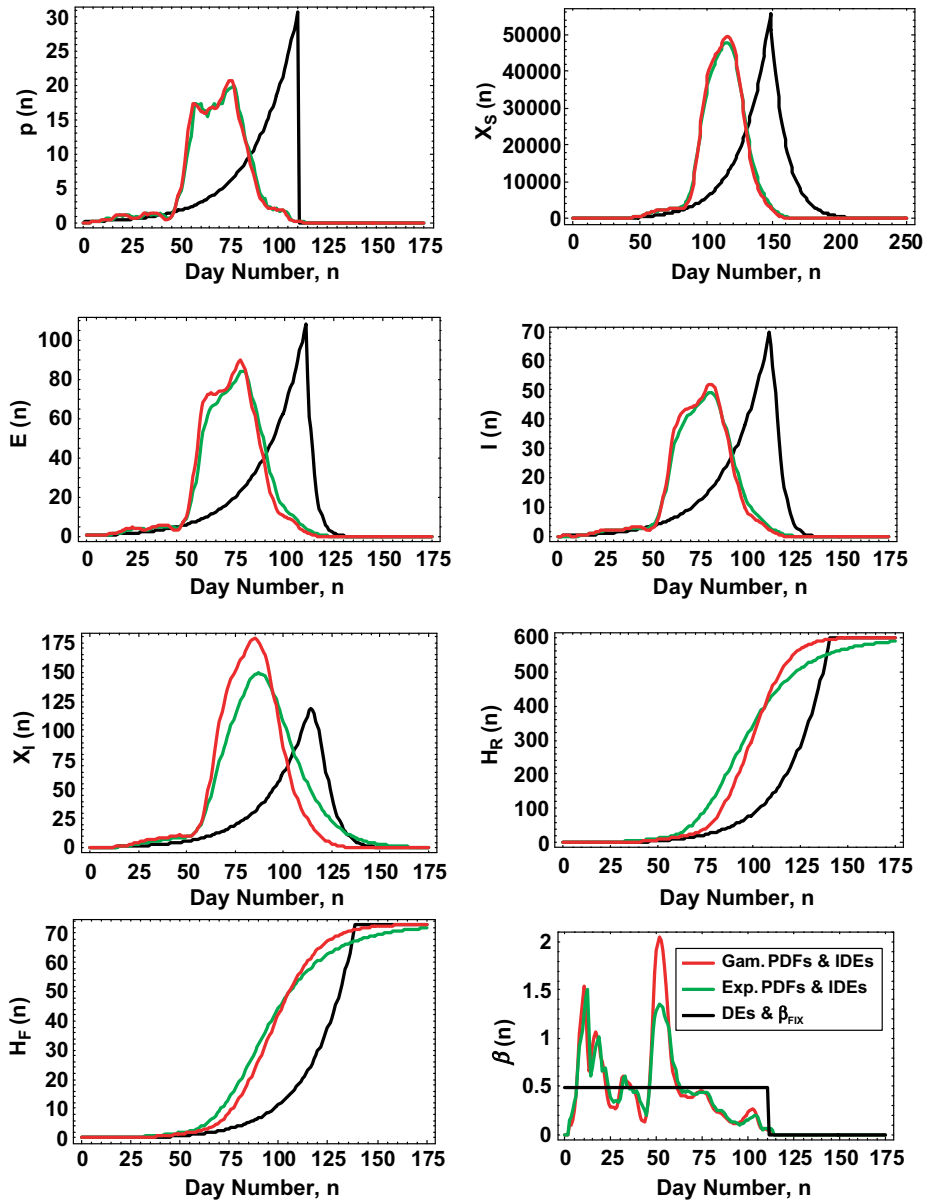 30
25
20
15
10
5
0
p (n)
0 25 50 75 100 125 150 175
Day Number, n
50000
40000
30000
20000
10000
0
X_S (n)
0 50 100 150 200 250
Day Number, n
100
80
60
40
20
0
E (n)
0 25 50 75 100 125 150 175
Day Number, n
70
60
50
40
30
20
10
0
I (n)
0 25 50 75 100 125 150 175
Day Number, n
175
150
125
100
75
50
25
0
X_I (n)
0 25 50 75 100 125 150 175
Day Number, n
600
500
400
300
200
100
0
H_R (n)
0 25 50 75 100 125 150 175
Day Number, n
70
60
50
40
30
20
10
0
H_F (n)
0 25 50 75 100 125 150 175
Day Number, n
2
1.5
1
0.5
0
β (n)
Gam. PDFs & IDEs
Exp. PDFs & IDEs
DEs & β_FIX
0 25 50 75 100 125 150 175
Day Number, n